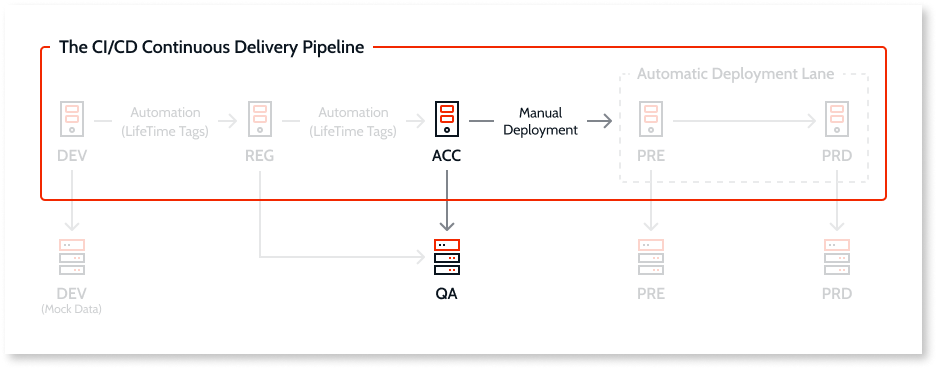 The CI/CD Continuous Delivery Pipeline
Automatic Deployment Lane
Automation
(LifeTime Tags)
Automation
(LifeTime Tags)
Manual
Deployment
DEV
REG
ACC
PRE
PRD
DEV
(Mock Data)
QA
PRE
PRD